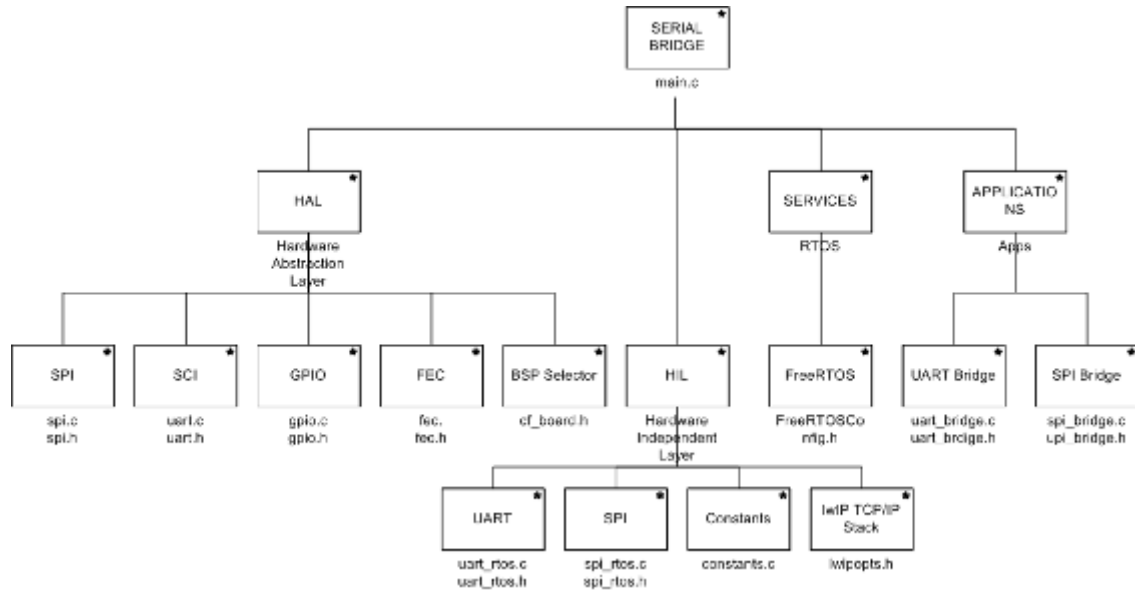 SERIAL
BRIDGE
main.c
HAL
Hardware
Abstraction
Layer
SERVICES
RTOS
APPLICATIO
NS
Apps
SPI
spi.c
spi.h
SCI
uart.c
uart.h
GPIO
gpio.c
gpio.h
FEC
fec.
fec.h
BSP Selector
cf_board.h
HIL
Hardware
Independent
Layer
FreeRTOS
FreeRTOSCo
nfig.h
UART Bridge
uart_bridge.c
uart_brdige.h
SPI Bridge
spi_bridge.c
upi_bridge.h
UART
uart_rtos.c
uart_rtos.h
SPI
spi_rtos.c
spi_rtos.h
Constants
constants.c
lwIP TCP/IP
Stack
lwipopts.h